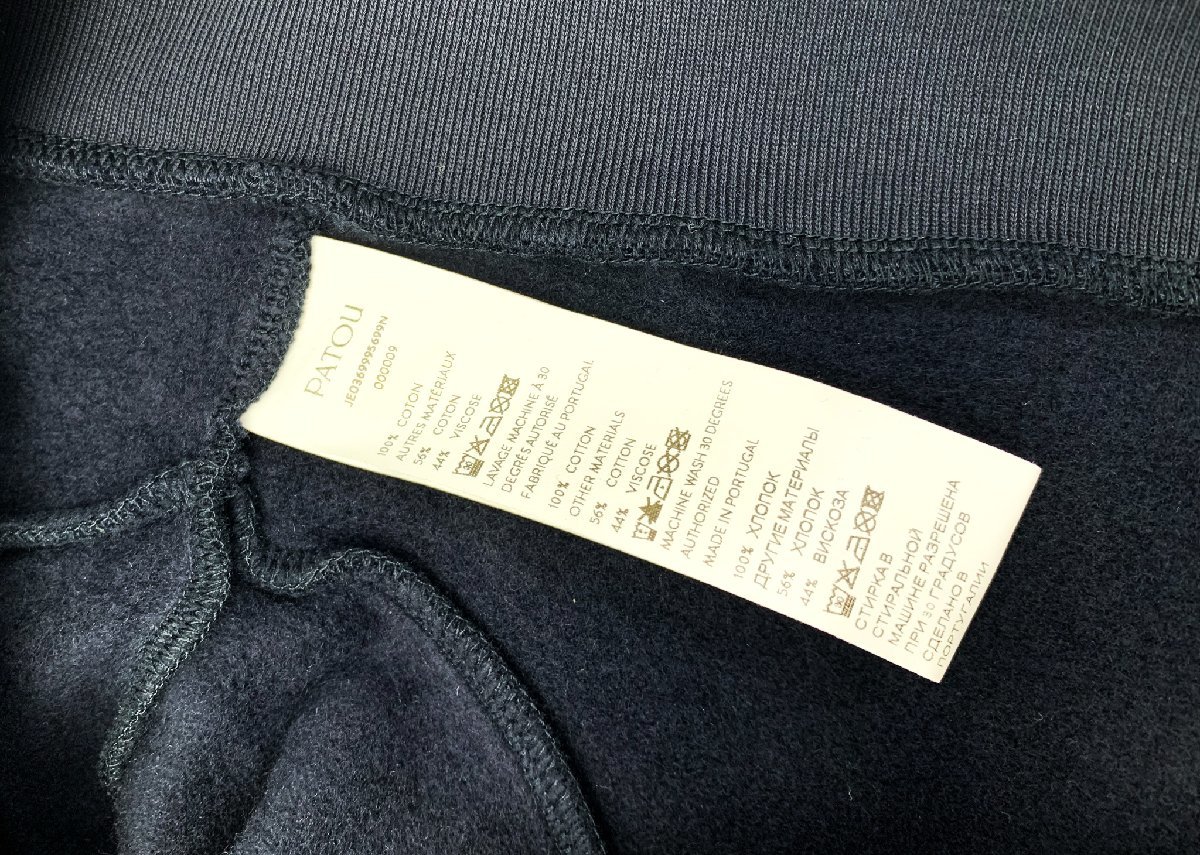 PATOU
JE0369995699N
000009
100% COTON
AUTRES MATÉRIAUX
56% COTON
44% VISCOSE
LAVAGE MACHINE À 30
DEGRÉS AUTORISÉ
FABRIQUÉ AU PORTUGAL
100% COTTON
OTHER MATERIALS
56% COTTON
44% VISCOSE
MACHINE WASH 30 DEGREES
AUTHORIZED
MADE IN PORTUGAL
100% ХЛОПОК
ДРУГИЕ МАТЕРИАЛЫ
56% ХЛОПОК
44% ВИСКОЗА
СТИРКА В
СТИРАЛЬНОЙ
МАШИНЕ РАЗРЕШЕНА
ПРИ 30 ГРАДУСОВ
СДЕЛАНО В
ПОРТУГАЛИИ